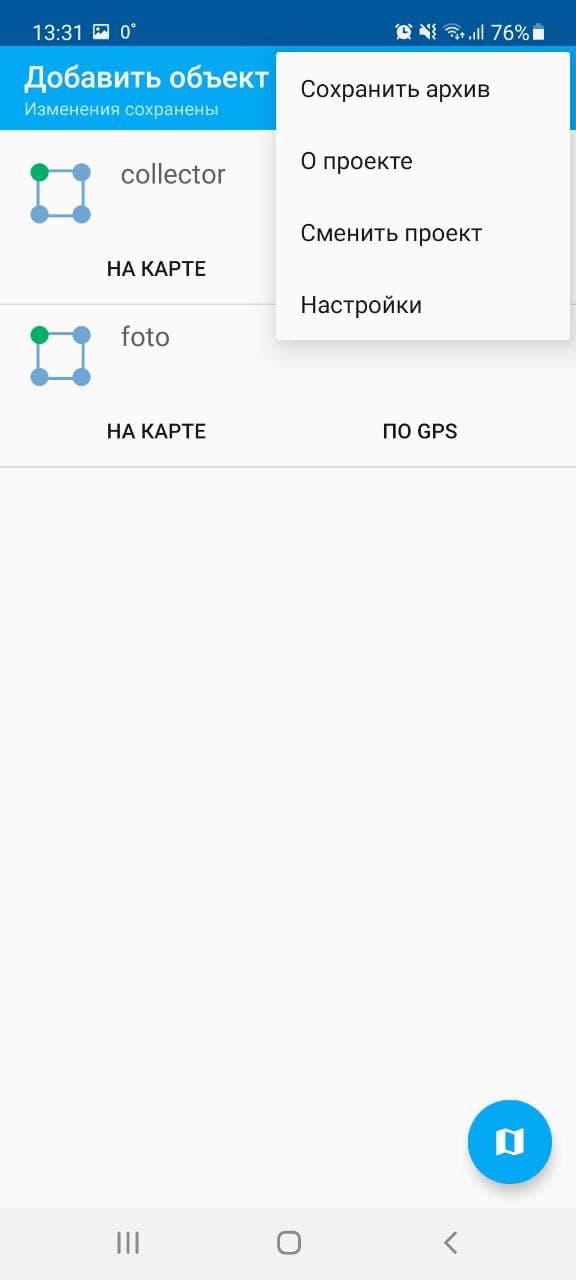 13:31 0° 76%
Добавить объект
Изменения сохранены
Сохранить архив
О проекте
Сменить проект
Настройки
collector
НА КАРТЕ
foto
НА КАРТЕ ПО GPS